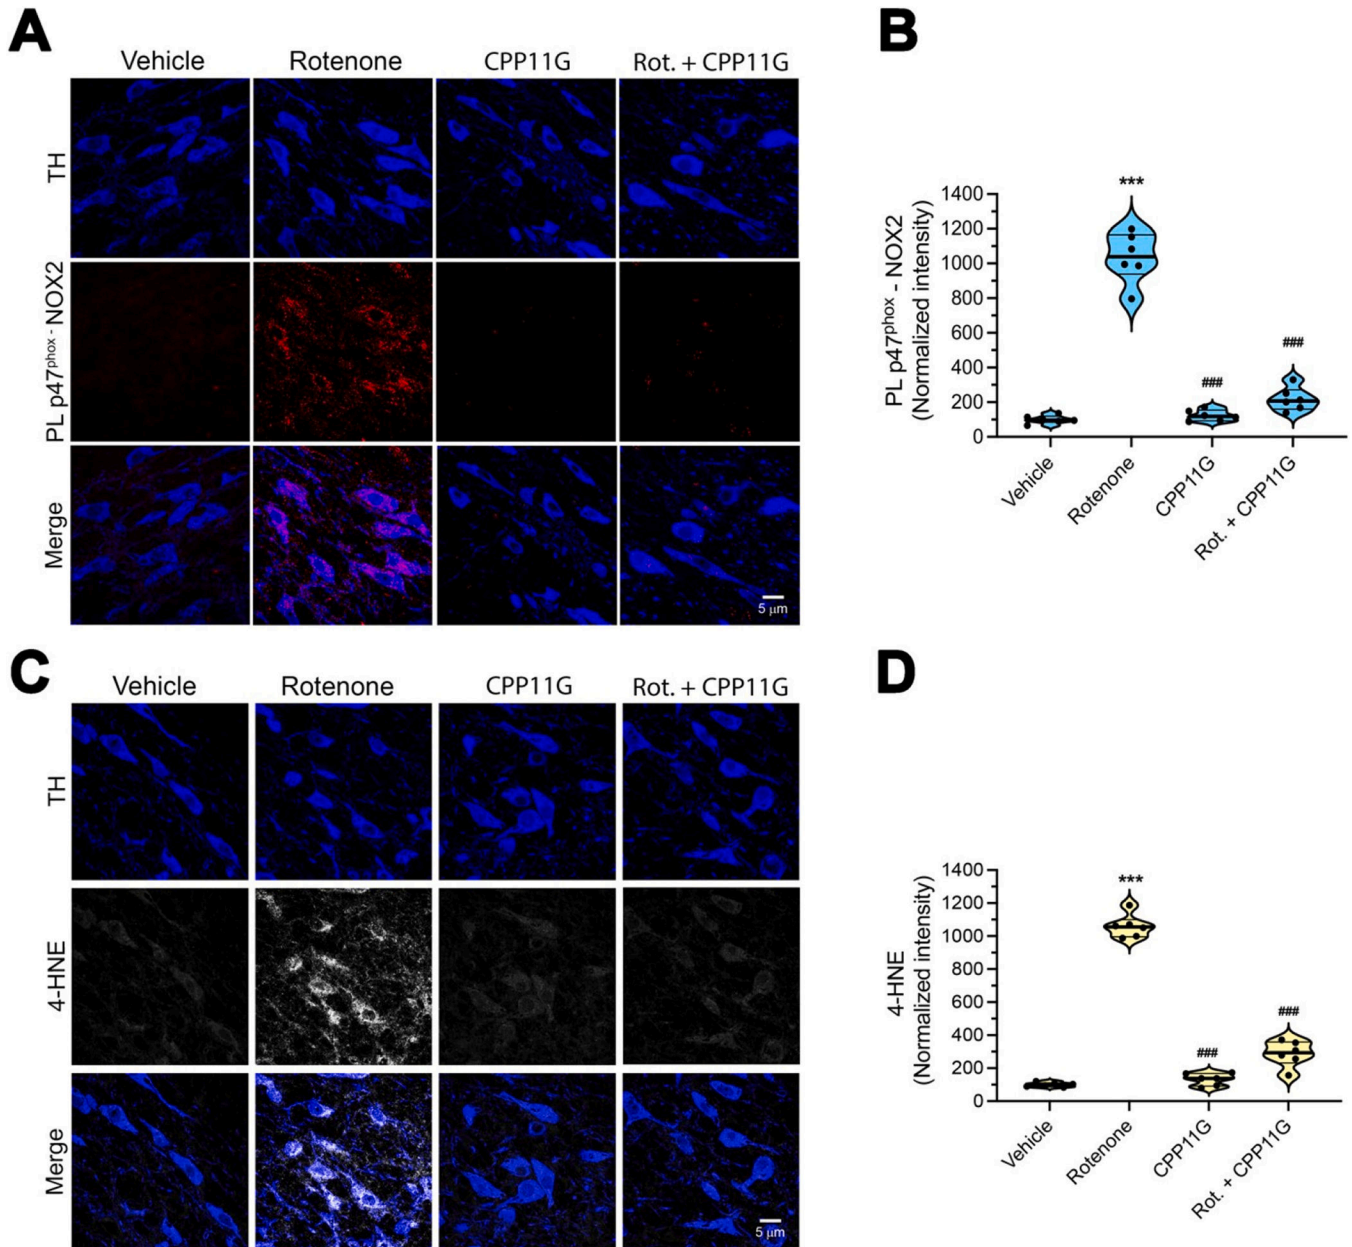 A
Vehicle
Rotenone
CPP11G
Rot. + CPP11G
TH
PL p47phox - NOX2
Merge
5 µm
B
PL p47phox - NOX2
(Normalized intensity)
1400
1200
1000
800
600
400
200
0
***
###
###
Vehicle
Rotenone
CPP11G
Rot. + CPP11G
C
Vehicle
Rotenone
CPP11G
Rot. + CPP11G
TH
4-HNE
Merge
5 µm
D
4-HNE
(Normalized intensity)
1400
1200
1000
800
600
400
200
0
***
###
###
Vehicle
Rotenone
CPP11G
Rot. + CPP11G